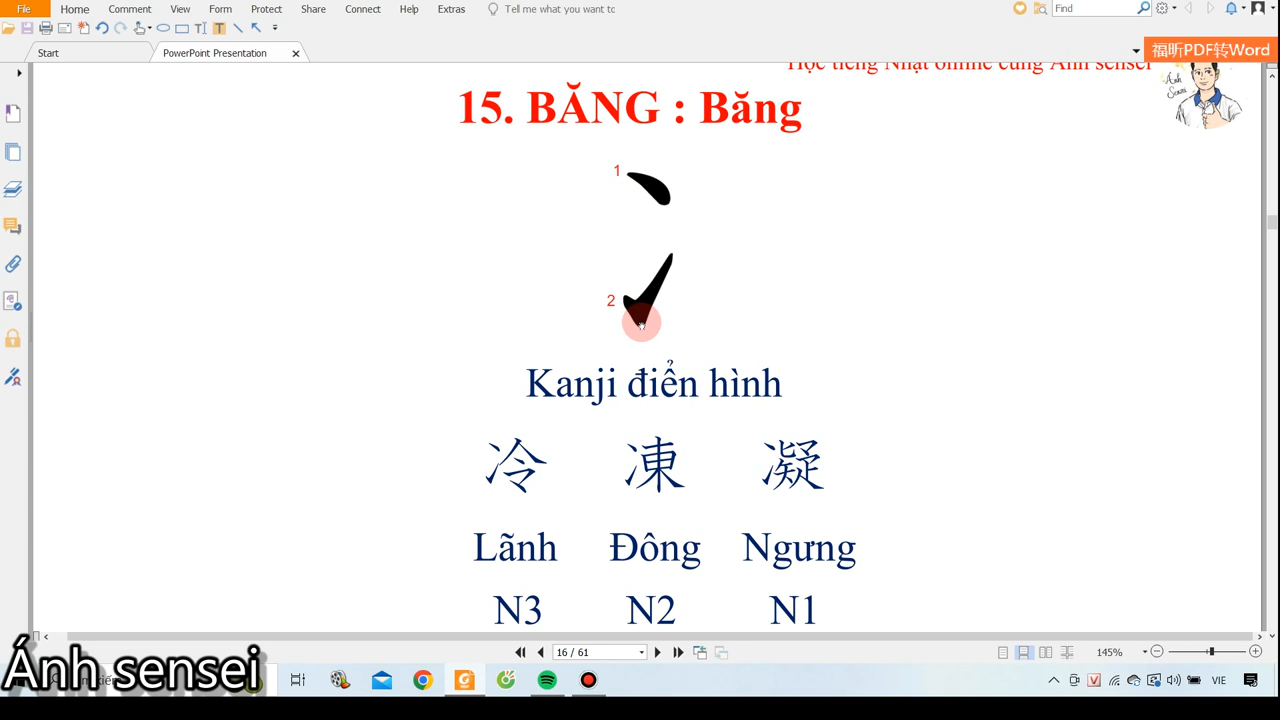 File Home Comment View Form Protect Share Connect Help Extras Tell me what you want to Find
Start PowerPoint Presentation 福昕PDF转Word
Học tiếng Nhật online cùng Ánh sensei
Ánh Sensei
15. BĂNG : Băng
1
2
Kanji điển hình
冷 凍 凝
Lãnh Đông Ngưng
N3 N2 N1
16 / 61 145%
Ánh sensei
VIE